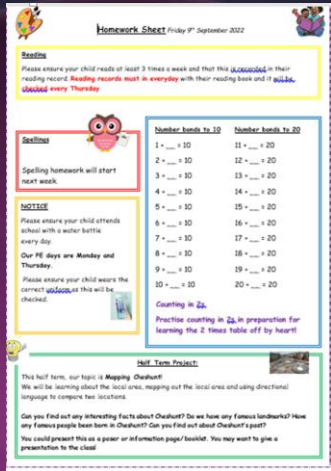 Homework Sheet Friday 9th September 2022
Reading
Please ensure your child reads at least 3 times a week and that this is recorded in their
reading record. Reading records must in everyday with their reading book and it will be
checked every Thursday
Spellings
Spelling homework will start
next week.
NOTICE
Please ensure your child attends
school with a water bottle
every day.
Our PE days are Monday and
Thursday.
Please ensure your child wears the
correct uniform as this will be
checked.
Number bonds to 10 Number bonds to 20
1 + __ = 10 11 + __ = 20
2 + __ = 10 12 + __ = 20
3 + __ = 10 13 + __ = 20
4 + __ = 10 14 + __ = 20
5 + __ = 10 15 + __ = 20
6 + __ = 10 16 + __ = 20
7 + __ = 10 17 + __ = 20
8 + __ = 10 18 + __ = 20
9 + __ = 10 19 + __ = 20
10 + __ = 10 20 + __ = 20
Counting in 2s.
Practise counting in 2s in preparation for
learning the 2 times table off by heart!
Half Term Project:
This half term, our topic is Mapping Cheshunt!
We will be learning about the local area, mapping out the local area and using directional
language to compare two locations.
Can you find out any interesting facts about Cheshunt? Do we have any famous landmarks? Have
any famous people been born in Cheshunt? Can you find out about Cheshunt's past?
You could present this as a poser or information page/ booklet. You may want to give a
presentation to the class!